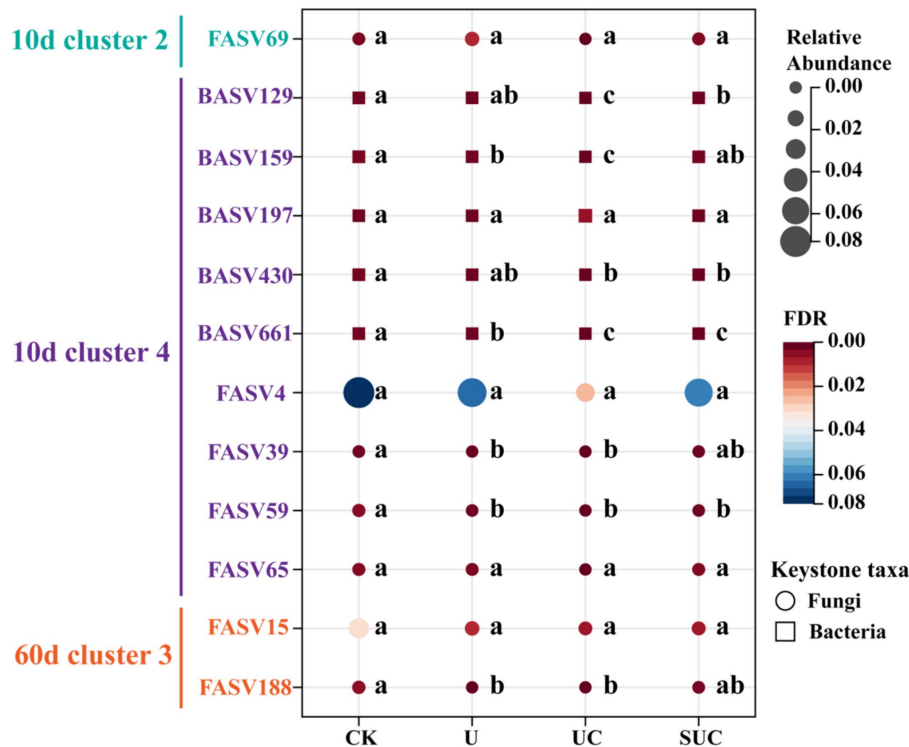 10d cluster 2
FASV69 a a a a
BASV129 a ab c b
BASV159 a b c ab
BASV197 a a a a
BASV430 a ab b b
10d cluster 4
BASV661 a b c c
FASV4 a a a a
FASV39 a b b ab
FASV59 a b b b
FASV65 a a a a
60d cluster 3
FASV15 a a a a
FASV188 a b b ab
CK U UC SUC
Relative
Abundance
0.00
0.02
0.04
0.06
0.08
FDR
0.00
0.02
0.04
0.06
0.08
Keystone taxa
Fungi
Bacteria